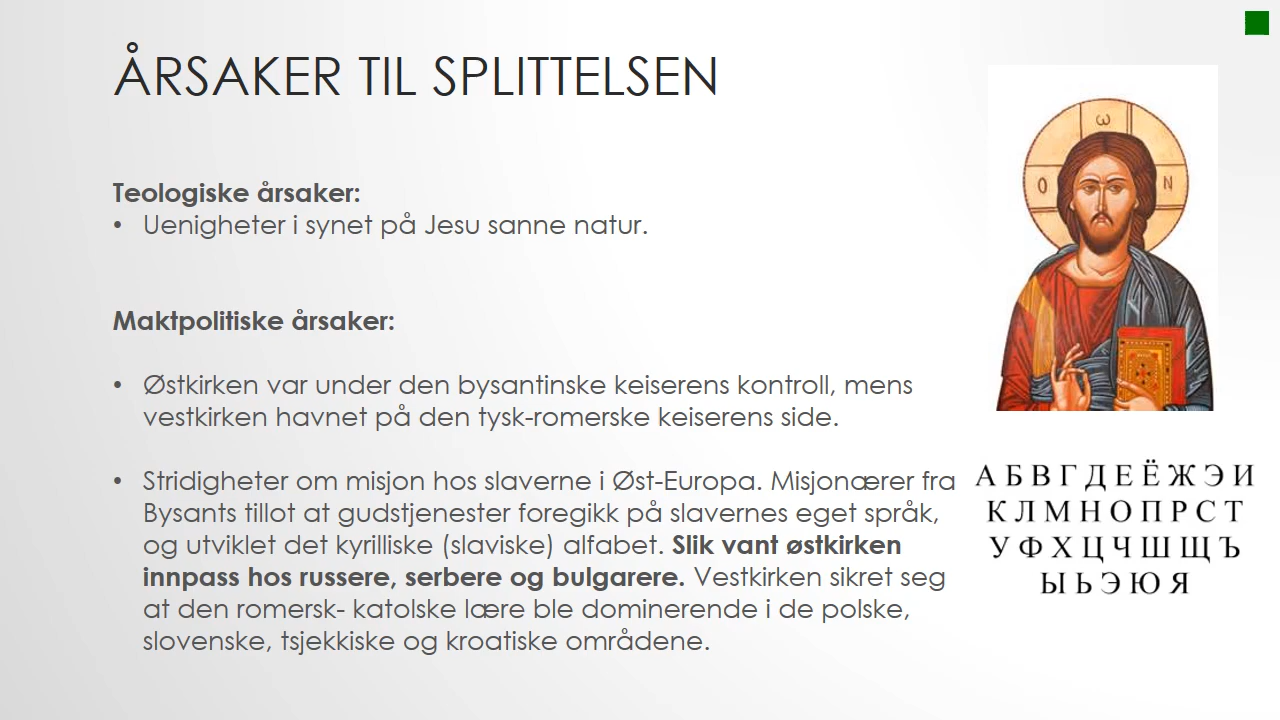 ÅRSAKER TIL SPLITTELSEN
Teologiske årsaker:
• Uenigheter i synet på Jesu sanne natur.
Maktpolitiske årsaker:
• Østkirken var under den bysantinske keiserens kontroll, mens
vestkirken havnet på den tysk-romerske keiserens side.
• Stridigheter om misjon hos slaverne i Øst-Europa. Misjonærer fra
Bysants tillot at gudstjenester foregikk på slavernes eget språk,
og utviklet det kyrilliske (slaviske) alfabet. Slik vant østkirken
innpass hos russere, serbere og bulgarere. Vestkirken sikret seg
at den romersk- katolske lære ble dominerende i de polske,
slovenske, tsjekkiske og kroatiske områdene.
ω
О N
А Б В Г Д Е Ё Ж Э И
К Л М Н О П Р С Т
У Ф Х Ц Ч Ш Щ Ъ
Ы Ь Э Ю Я